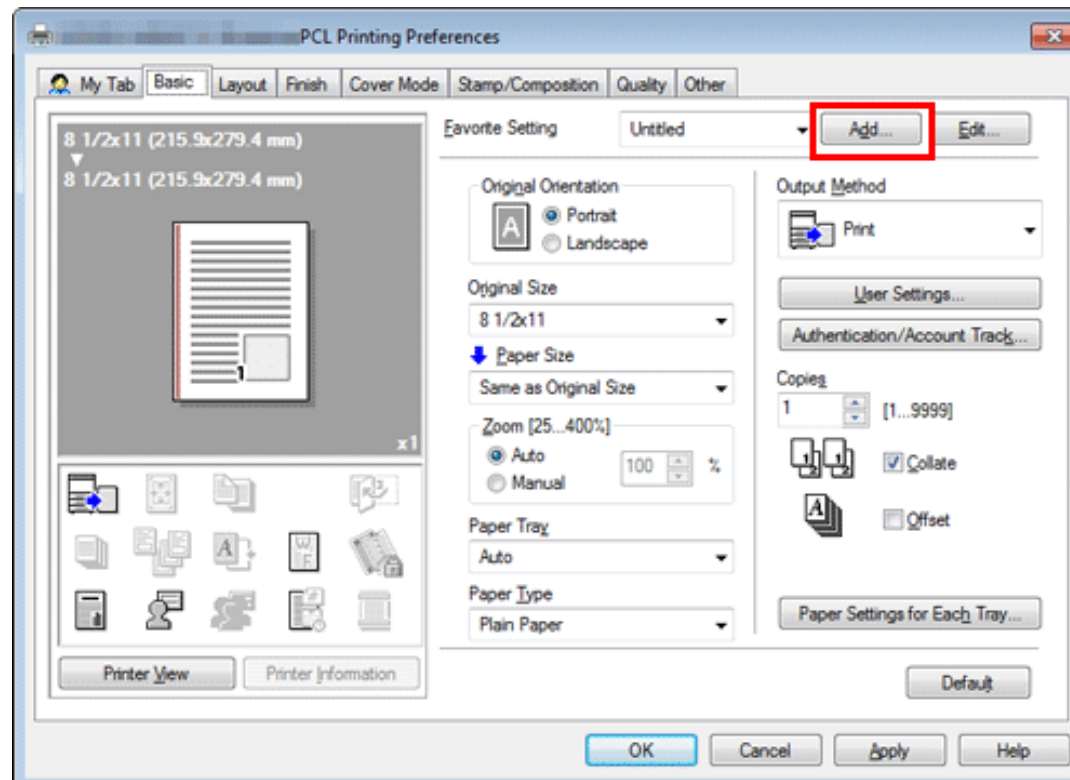 PCL Printing Preferences
My Tab Basic Layout Finish Cover Mode Stamp/Composition Quality Other
8 1/2x11 (215.9x279.4 mm)
8 1/2x11 (215.9x279.4 mm)
1
x1
Printer View Printer Information
Favorite Setting Untitled Add... Edit...
Original Orientation
A
Portrait
Landscape
Original Size
8 1/2x11
Paper Size
Same as Original Size
Zoom [25...400%]
Auto
Manual
100 %
Paper Tray
Auto
Paper Type
Plain Paper
Output Method
Print
User Settings...
Authentication/Account Track...
Copies
1 [1...9999]
Collate
Offset
Paper Settings for Each Tray...
Default
OK Cancel Apply Help